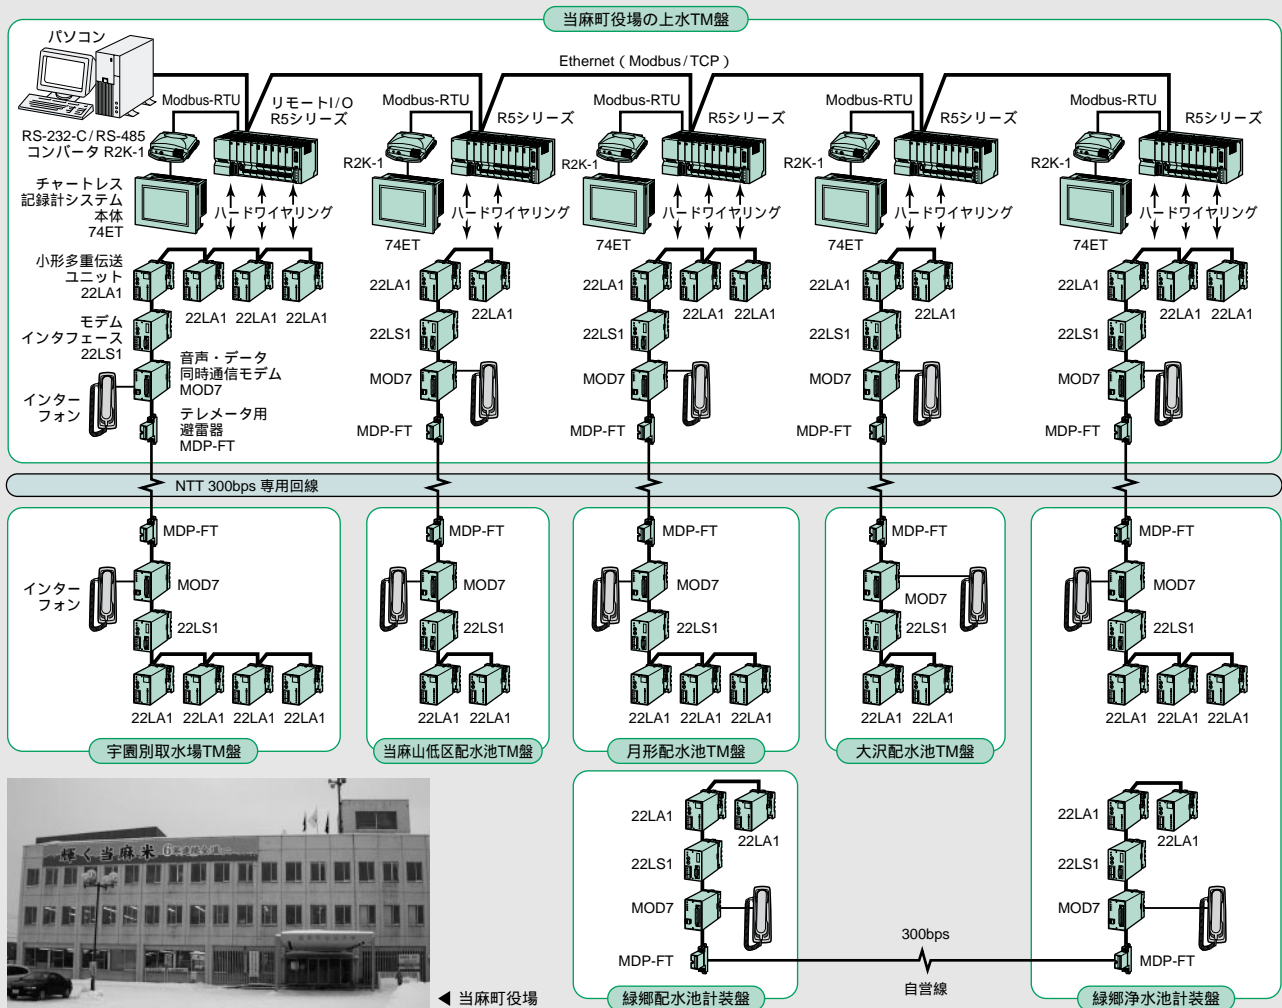 当麻町役場の上水TM盤
パソコン
Ethernet（Modbus/TCP）
Modbus-RTU
リモートI/O
R5シリーズ
RS-232-C/RS-485
コンバータ R2K-1
チャートレス
記録計システム
本体
74ET
ハードワイヤリング
Modbus-RTU
R5シリーズ
R2K-1
74ET
ハードワイヤリング
Modbus-RTU
R5シリーズ
R2K-1
74ET
ハードワイヤリング
Modbus-RTU
R5シリーズ
R2K-1
74ET
ハードワイヤリング
Modbus-RTU
R5シリーズ
R2K-1
74ET
ハードワイヤリング
小形多重伝送
ユニット
22LA1
22LA1 22LA1 22LA1
モデム
インタフェース
22LS1
音声・データ
同時通信モデム
MOD7
インター
フォン
テレメータ用
避雷器
MDP-FT
22LA1
22LA1
22LS1
MOD7
MDP-FT
22LA1
22LA1 22LA1
22LS1
MOD7
MDP-FT
22LA1
22LA1
22LS1
MOD7
MDP-FT
22LA1
22LA1 22LA1
22LS1
MOD7
MDP-FT
NTT 300bps 専用回線
MDP-FT
インター
フォン
MOD7
22LS1
22LA1 22LA1 22LA1 22LA1
宇園別取水場TM盤
MDP-FT
MOD7
22LS1
22LA1 22LA1
当麻山低区配水池TM盤
MDP-FT
MOD7
22LS1
22LA1 22LA1 22LA1
月形配水池TM盤
MDP-FT
MOD7
22LS1
22LA1 22LA1
大沢配水池TM盤
MDP-FT
MOD7
22LS1
22LA1 22LA1 22LA1
22LA1
22LA1
22LS1
MOD7
MDP-FT
緑郷配水池計装盤
300bps
自営線
22LA1
22LA1
22LS1
MOD7
MDP-FT
緑郷浄水池計装盤
輝く当麻米
◀ 当麻町役場